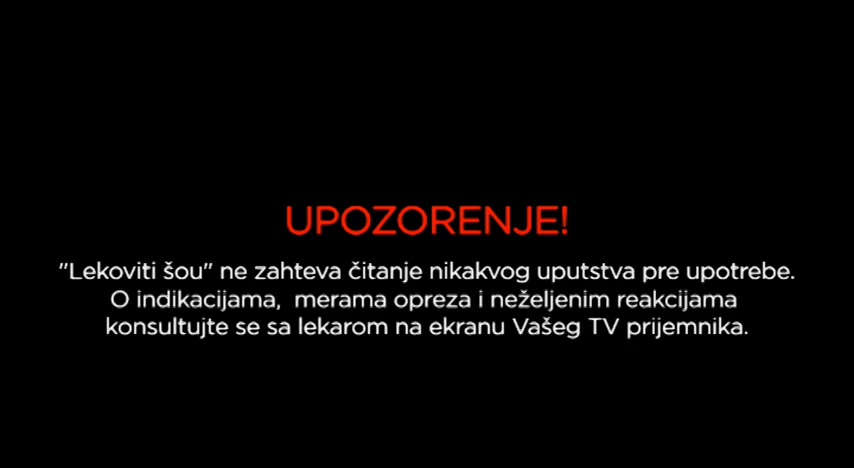 UPOZORENJE!
"Lekoviti šou" ne zahteva čitanje nikakvog uputstva pre upotrebe.
O indikacijama,  merama opreza i neželjenim reakcijama
konsultujte se sa lekarom na ekranu Vašeg TV prijemnika.